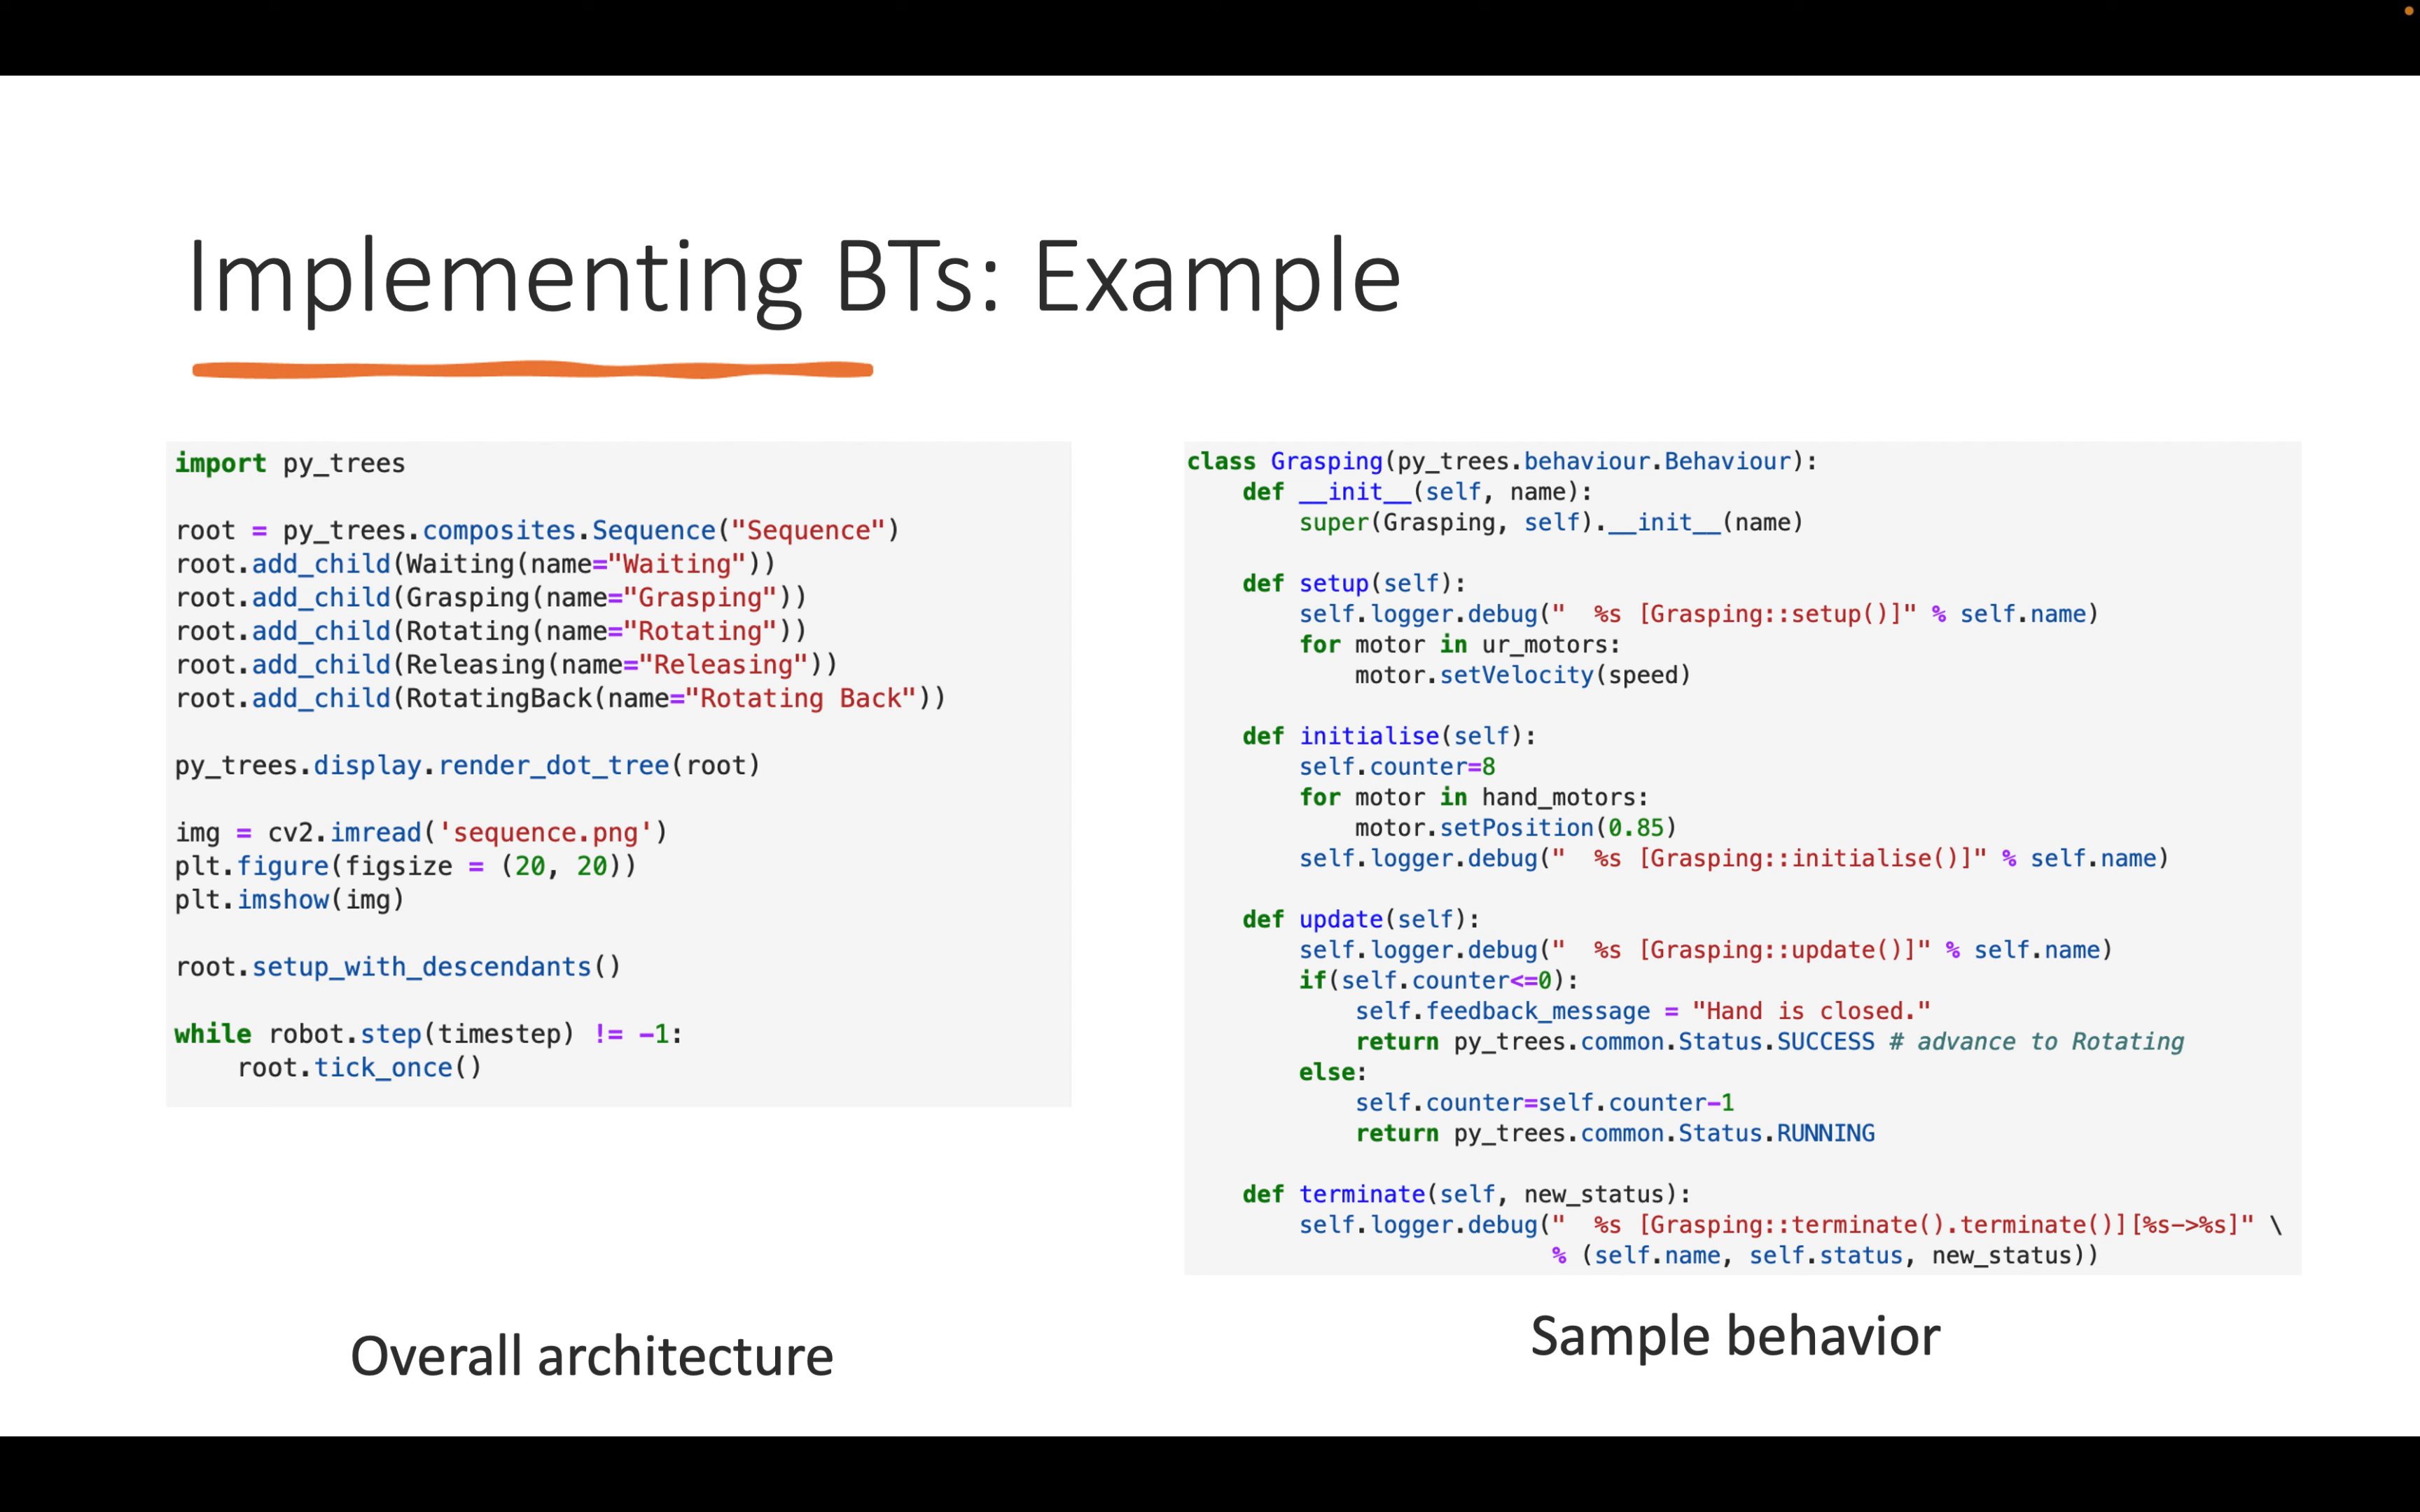 Implementing BTs: Example
import py_trees
root = py_trees.composites.Sequence("Sequence")
root.add_child(Waiting(name="Waiting"))
root.add_child(Grasping(name="Grasping"))
root.add_child(Rotating(name="Rotating"))
root.add_child(Releasing(name="Releasing"))
root.add_child(RotatingBack(name="Rotating Back"))
py_trees.display.render_dot_tree(root)
img = cv2.imread('sequence.png')
plt.figure(figsize = (20, 20))
plt.imshow(img)
root.setup_with_descendants()
while robot.step(timestep) != -1:
    root.tick_once()
Overall architecture
class Grasping(py_trees.behaviour.Behaviour):
    def __init__(self, name):
        super(Grasping, self).__init__(name)
    def setup(self):
        self.logger.debug("  %s [Grasping::setup()]" % self.name)
        for motor in ur_motors:
            motor.setVelocity(speed)
    def initialise(self):
        self.counter=8
        for motor in hand_motors:
            motor.setPosition(0.85)
        self.logger.debug("  %s [Grasping::initialise()]" % self.name)
    def update(self):
        self.logger.debug("  %s [Grasping::update()]" % self.name)
        if(self.counter<=0):
            self.feedback_message = "Hand is closed."
            return py_trees.common.Status.SUCCESS # advance to Rotating
        else:
            self.counter=self.counter-1
            return py_trees.common.Status.RUNNING
    def terminate(self, new_status):
        self.logger.debug("  %s [Grasping::terminate().terminate()][%s->%s]" \
                          % (self.name, self.status, new_status))
Sample behavior